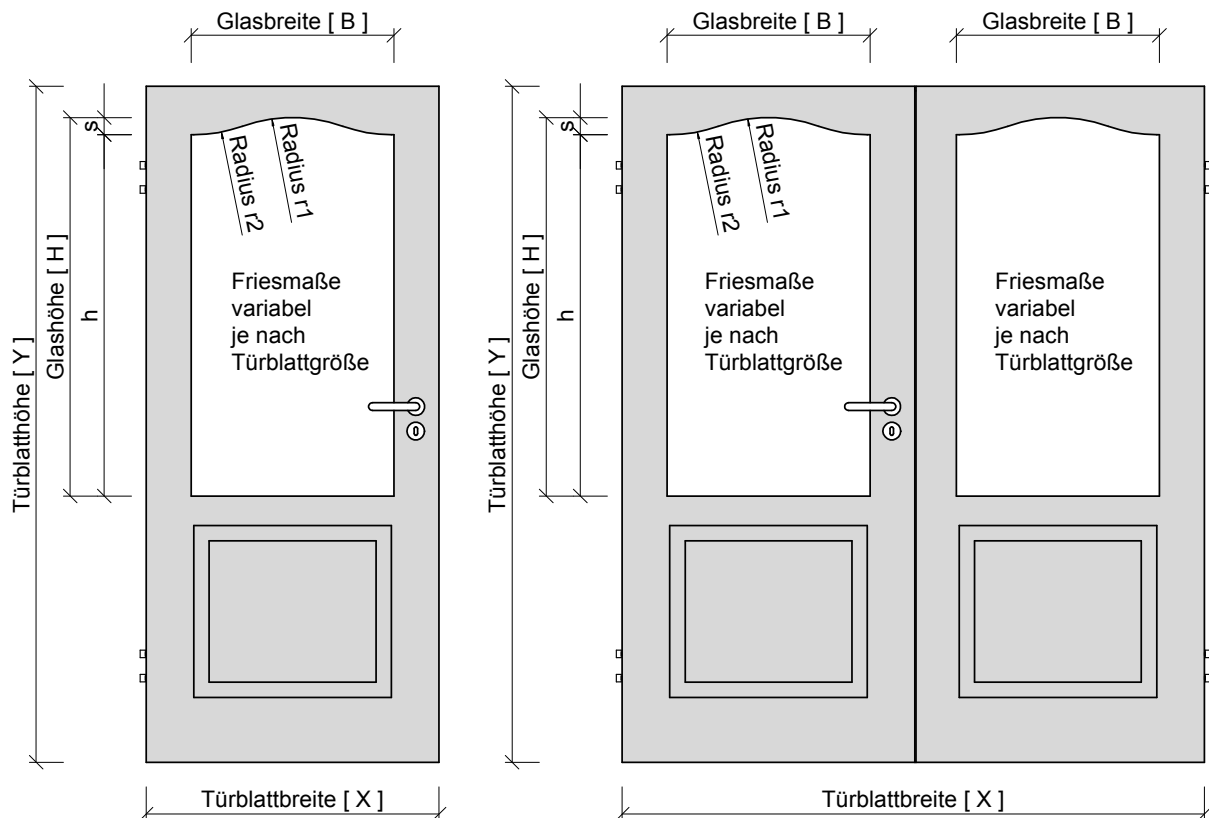 Glasbreite [ B ]
Glasbreite [ B ]
Glasbreite [ B ]
s
Radius r1
Radius r2
Glashöhe [ H ]
h
Türblatthöhe [ Y ]
Friesmaße
variabel
je nach
Türblattgröße
s
Radius r1
Radius r2
Glashöhe [ H ]
h
Türblatthöhe [ Y ]
Friesmaße
variabel
je nach
Türblattgröße
Friesmaße
variabel
je nach
Türblattgröße
Türblattbreite [ X ]
Türblattbreite [ X ]